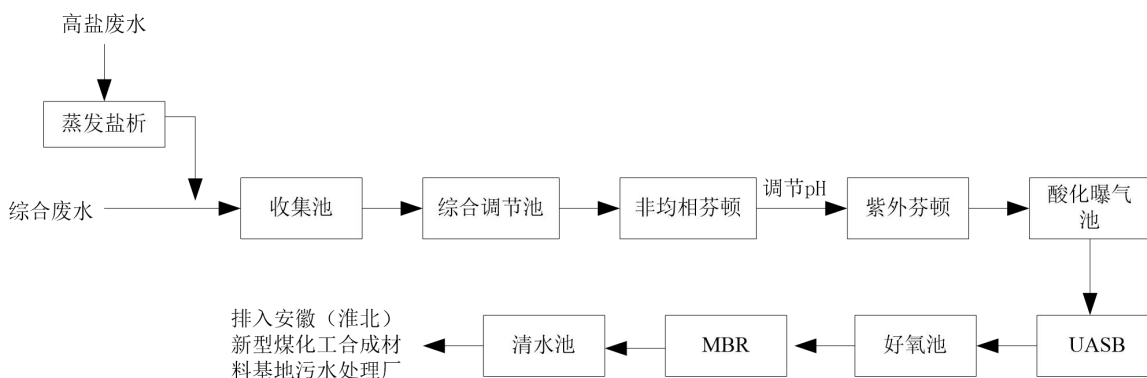 高盐废水
蒸发盐析
综合废水
收集池
综合调节池
非均相芬顿
调节pH
紫外芬顿
酸化曝气
池
UASB
好氧池
MBR
清水池
排入安徽（淮北）
新型煤化工合成材
料基地污水处理厂